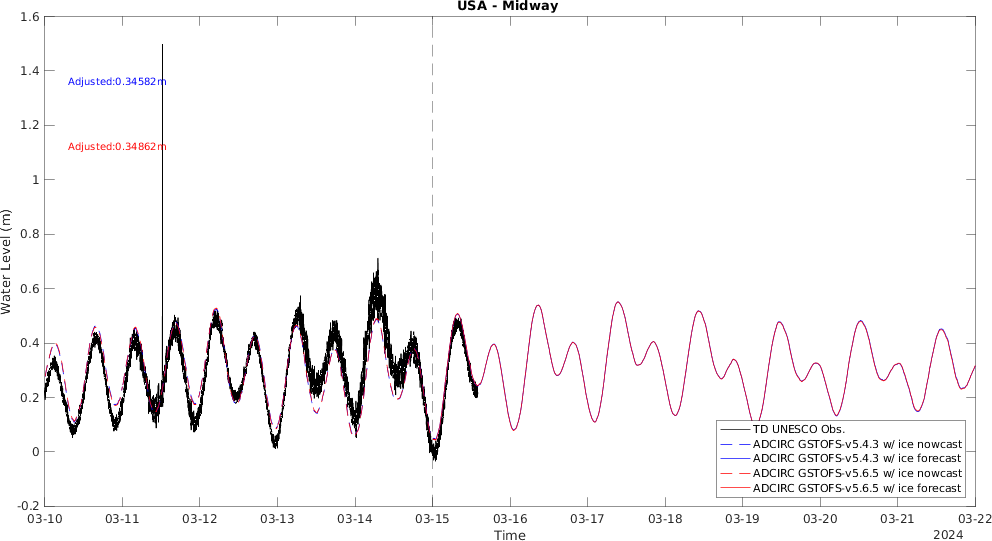 USA - Midway
1.6
1.4
1.2
1
0.8
0.6
0.4
0.2
0
-0.2
Water Level (m)
Adjusted:0.34582m
Adjusted:0.34862m
TD UNESCO Obs.
ADCIRC GSTOFS-v5.4.3 w/ ice nowcast
ADCIRC GSTOFS-v5.4.3 w/ ice forecast
ADCIRC GSTOFS-v5.6.5 w/ ice nowcast
ADCIRC GSTOFS-v5.6.5 w/ ice forecast
03-10 03-11 03-12 03-13 03-14 03-15 03-16 03-17 03-18 03-19 03-20 03-21 03-22
Time
2024